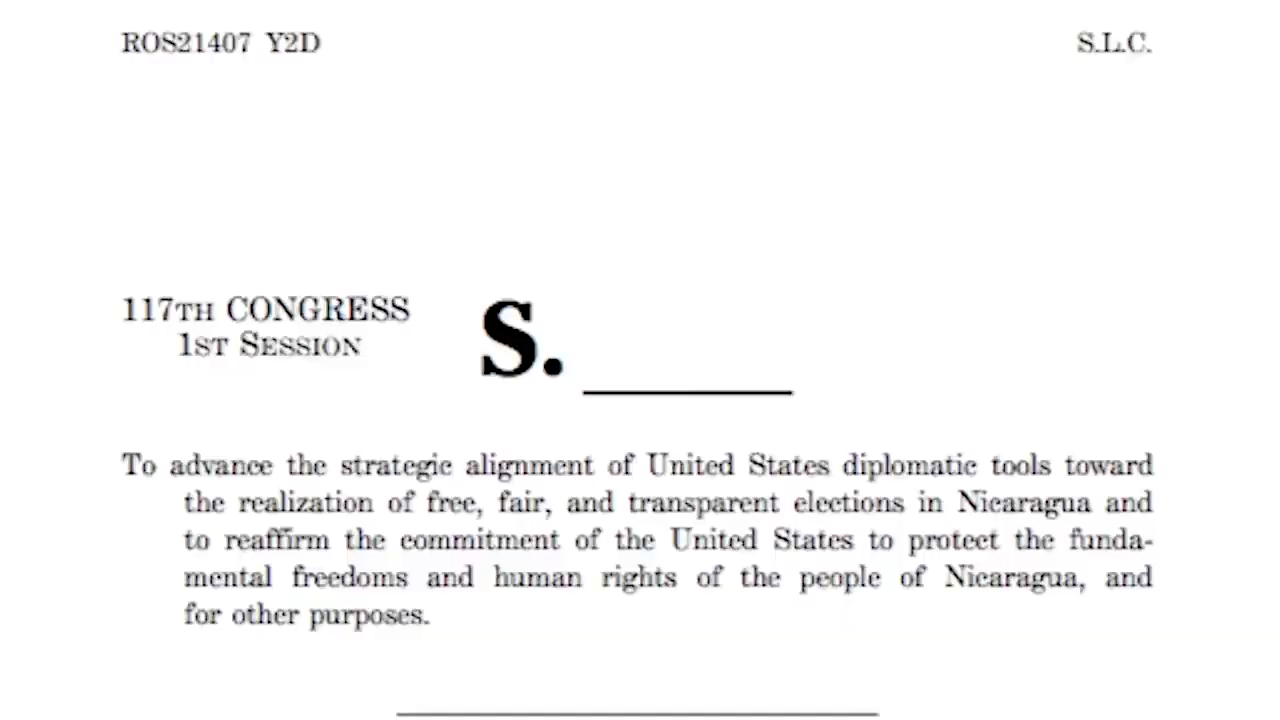 ROS21407 Y2D S.L.C.
117TH CONGRESS
1ST SESSION
S.
To advance the strategic alignment of United States diplomatic tools toward
the realization of free, fair, and transparent elections in Nicaragua and
to reaffirm the commitment of the United States to protect the funda-
mental freedoms and human rights of the people of Nicaragua, and
for other purposes.